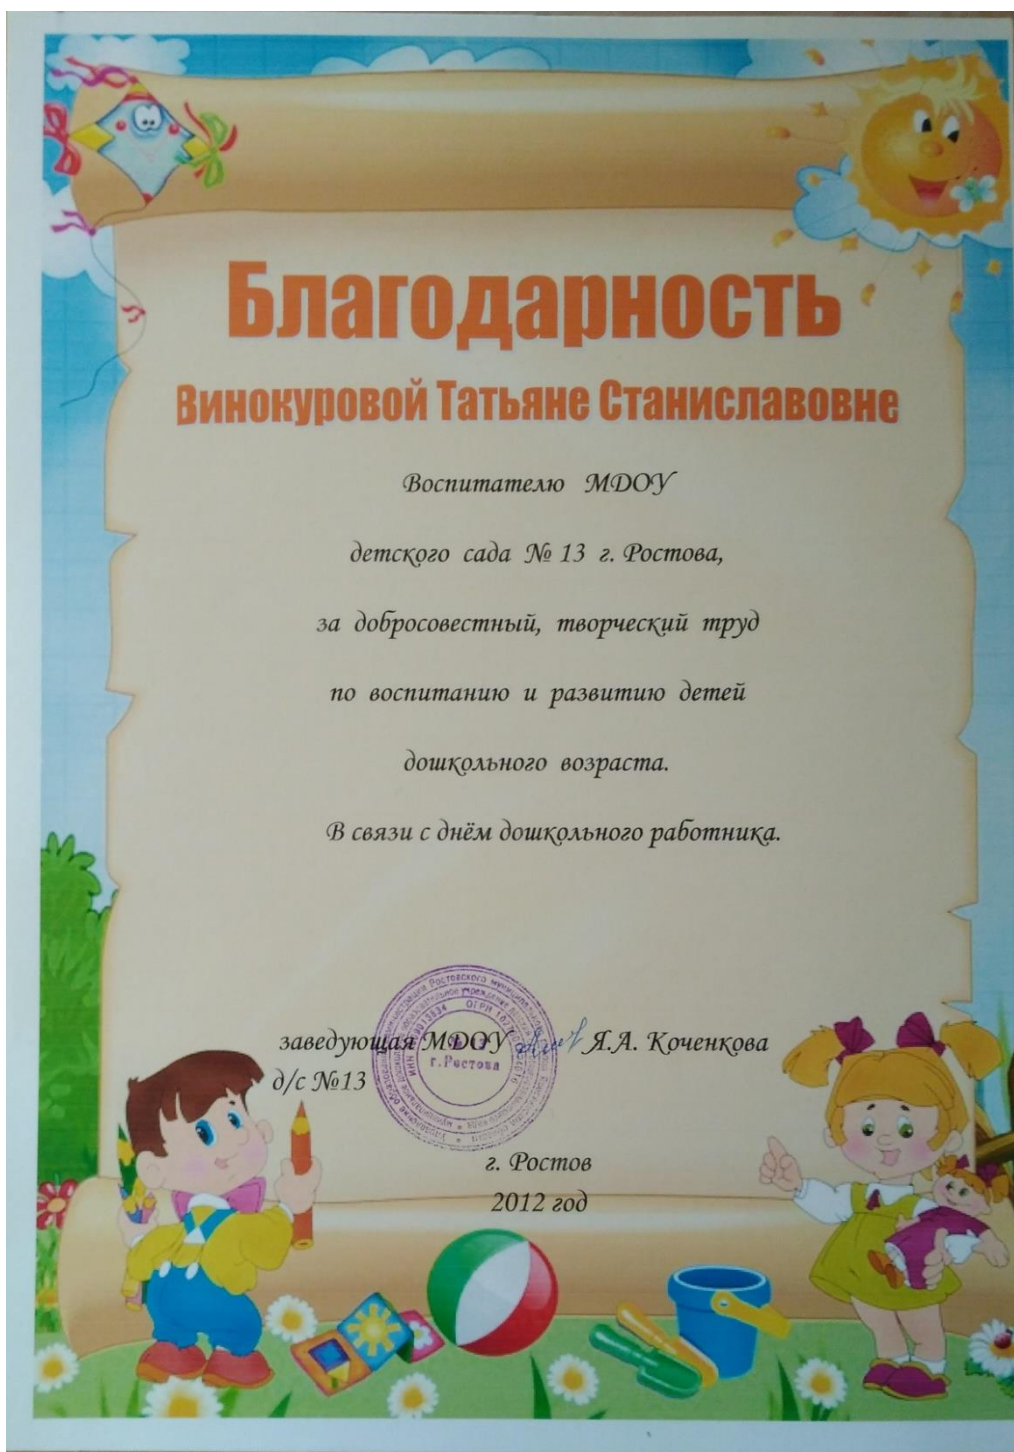 Благодарность
Винокуровой Татьяне Станиславовне
Воспитателю МДОУ
детского сада № 13 г. Ростова,
за добросовестный, творческий труд
по воспитанию и развитию детей
дошкольного возраста.
В связи с днём дошкольного работника.
заведующая МДОУ Я.А. Коченкова
д/с №13
г.Ростова
г. Ростов
2012 год